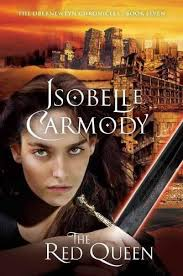 THE OBERNEWTYN CHRONICLES · BOOK SEVEN
ISOBELLE
CARMODY
THE
RED QUEEN